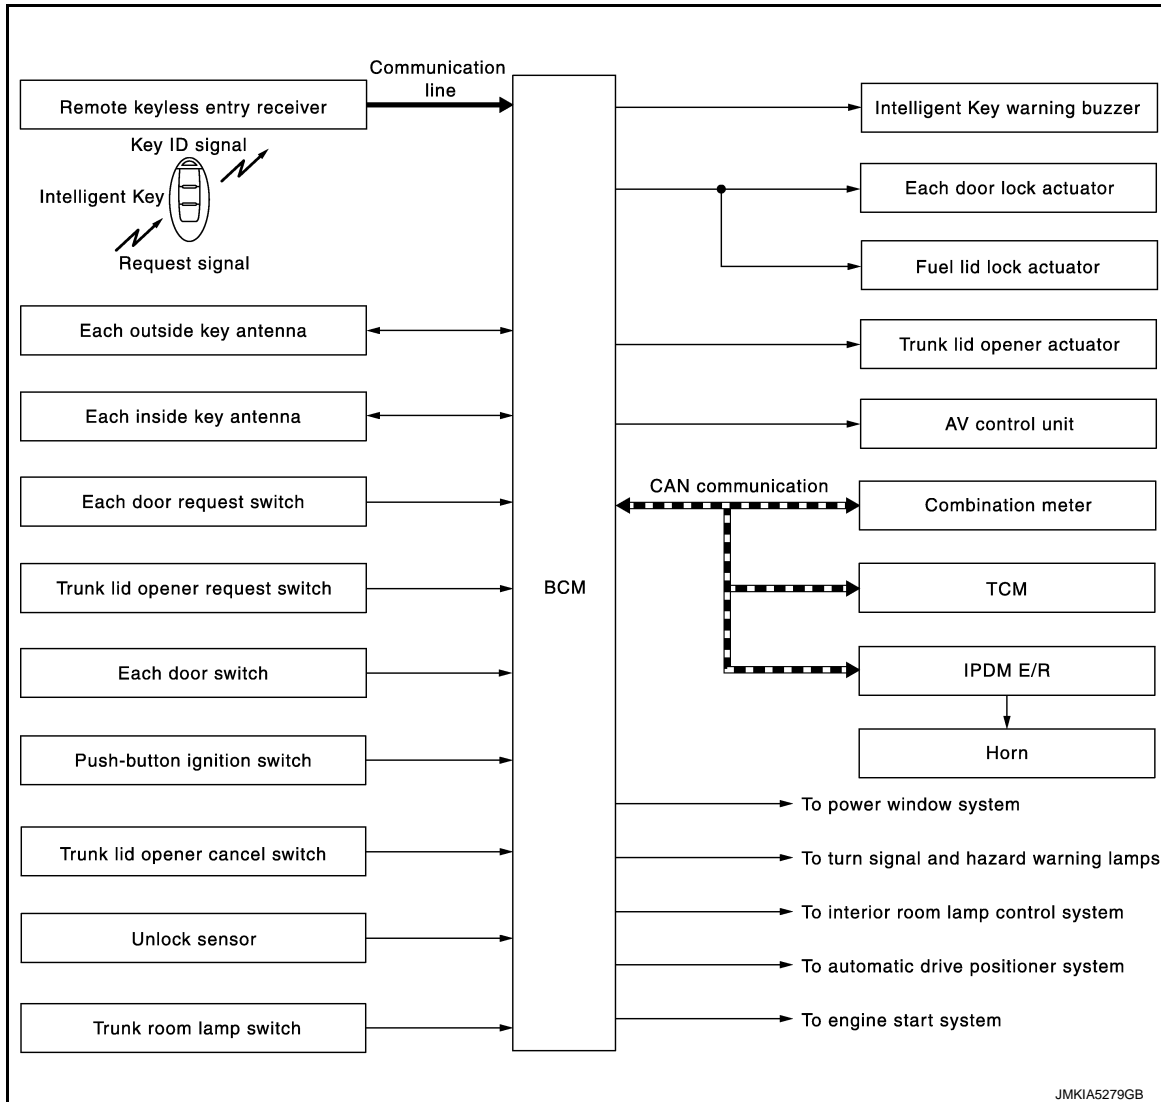 Communication
line
Remote keyless entry receiver
Key ID signal
Intelligent Key
Request signal
Each outside key antenna
Each inside key antenna
Each door request switch
Trunk lid opener request switch
Each door switch
Push-button ignition switch
Trunk lid opener cancel switch
Unlock sensor
Trunk room lamp switch
BCM
Intelligent Key warning buzzer
Each door lock actuator
Fuel lid lock actuator
Trunk lid opener actuator
AV control unit
CAN communication
Combination meter
TCM
IPDM E/R
Horn
To power window system
To turn signal and hazard warning lamps
To interior room lamp control system
To automatic drive positioner system
To engine start system
JMKIA5279GB